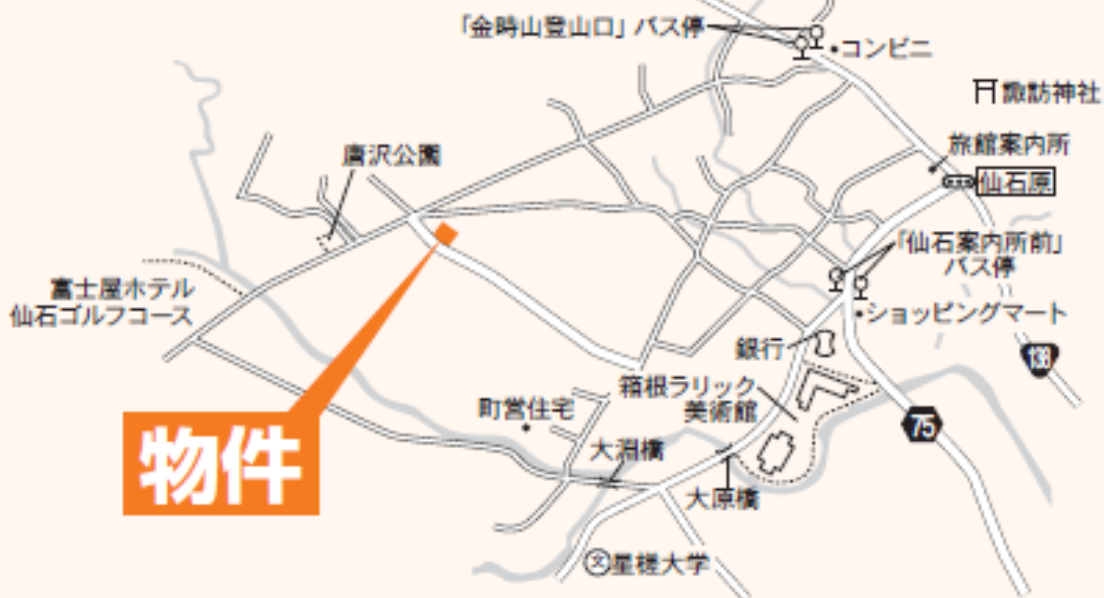 「金時山登山口」バス停
コンビニ
諏訪神社
旅館案内所
唐沢公園
仙石原
「仙石案内所前」
バス停
富士屋ホテル
仙石ゴルフコース
ショッピングマート
銀行
138
箱根ラリック
美術館
町営住宅
75
物件
大淵橋
大原橋
文
星槎大学